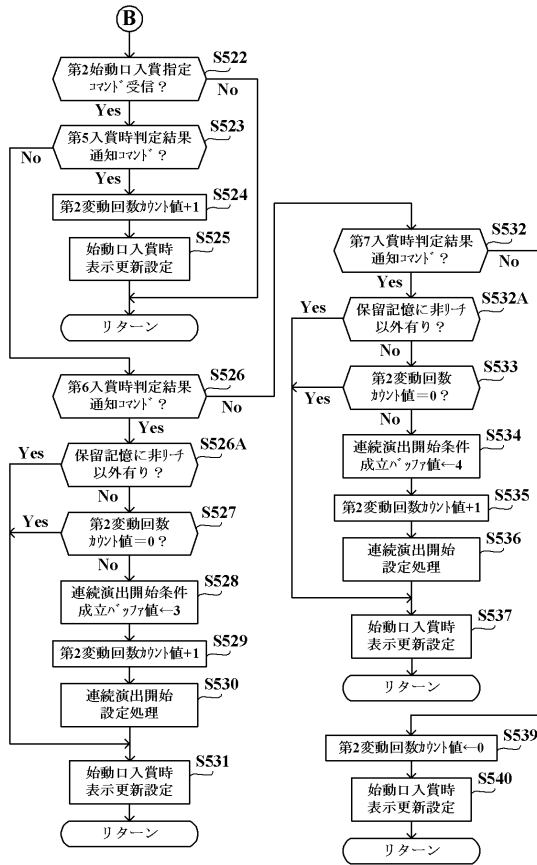 B
S522
第2始動口入賞指定
コマンド受信？
No
Yes
S523
第5入賞時判定結果
通知コマンド？
No
Yes
S524
第2変動回数カウント値+1
S525
始動口入賞時
表示更新設定
リターン
S526
第6入賞時判定結果
通知コマンド？
No
Yes
S526A
保留記憶に非リーチ
以外有り？
Yes
No
S527
第2変動回数
カウント値=0？
Yes
No
S528
連続演出開始条件
成立バッファ値←3
S529
第2変動回数カウント値+1
S530
連続演出開始
設定処理
S531
始動口入賞時
表示更新設定
リターン
S532
第7入賞時判定結果
通知コマンド？
No
Yes
S532A
保留記憶に非リーチ
以外有り？
Yes
No
S533
第2変動回数
カウント値=0？
Yes
No
S534
連続演出開始条件
成立バッファ値←4
S535
第2変動回数カウント値+1
S536
連続演出開始
設定処理
S537
始動口入賞時
表示更新設定
リターン
S539
第2変動回数カウント値←0
S540
始動口入賞時
表示更新設定
リターン